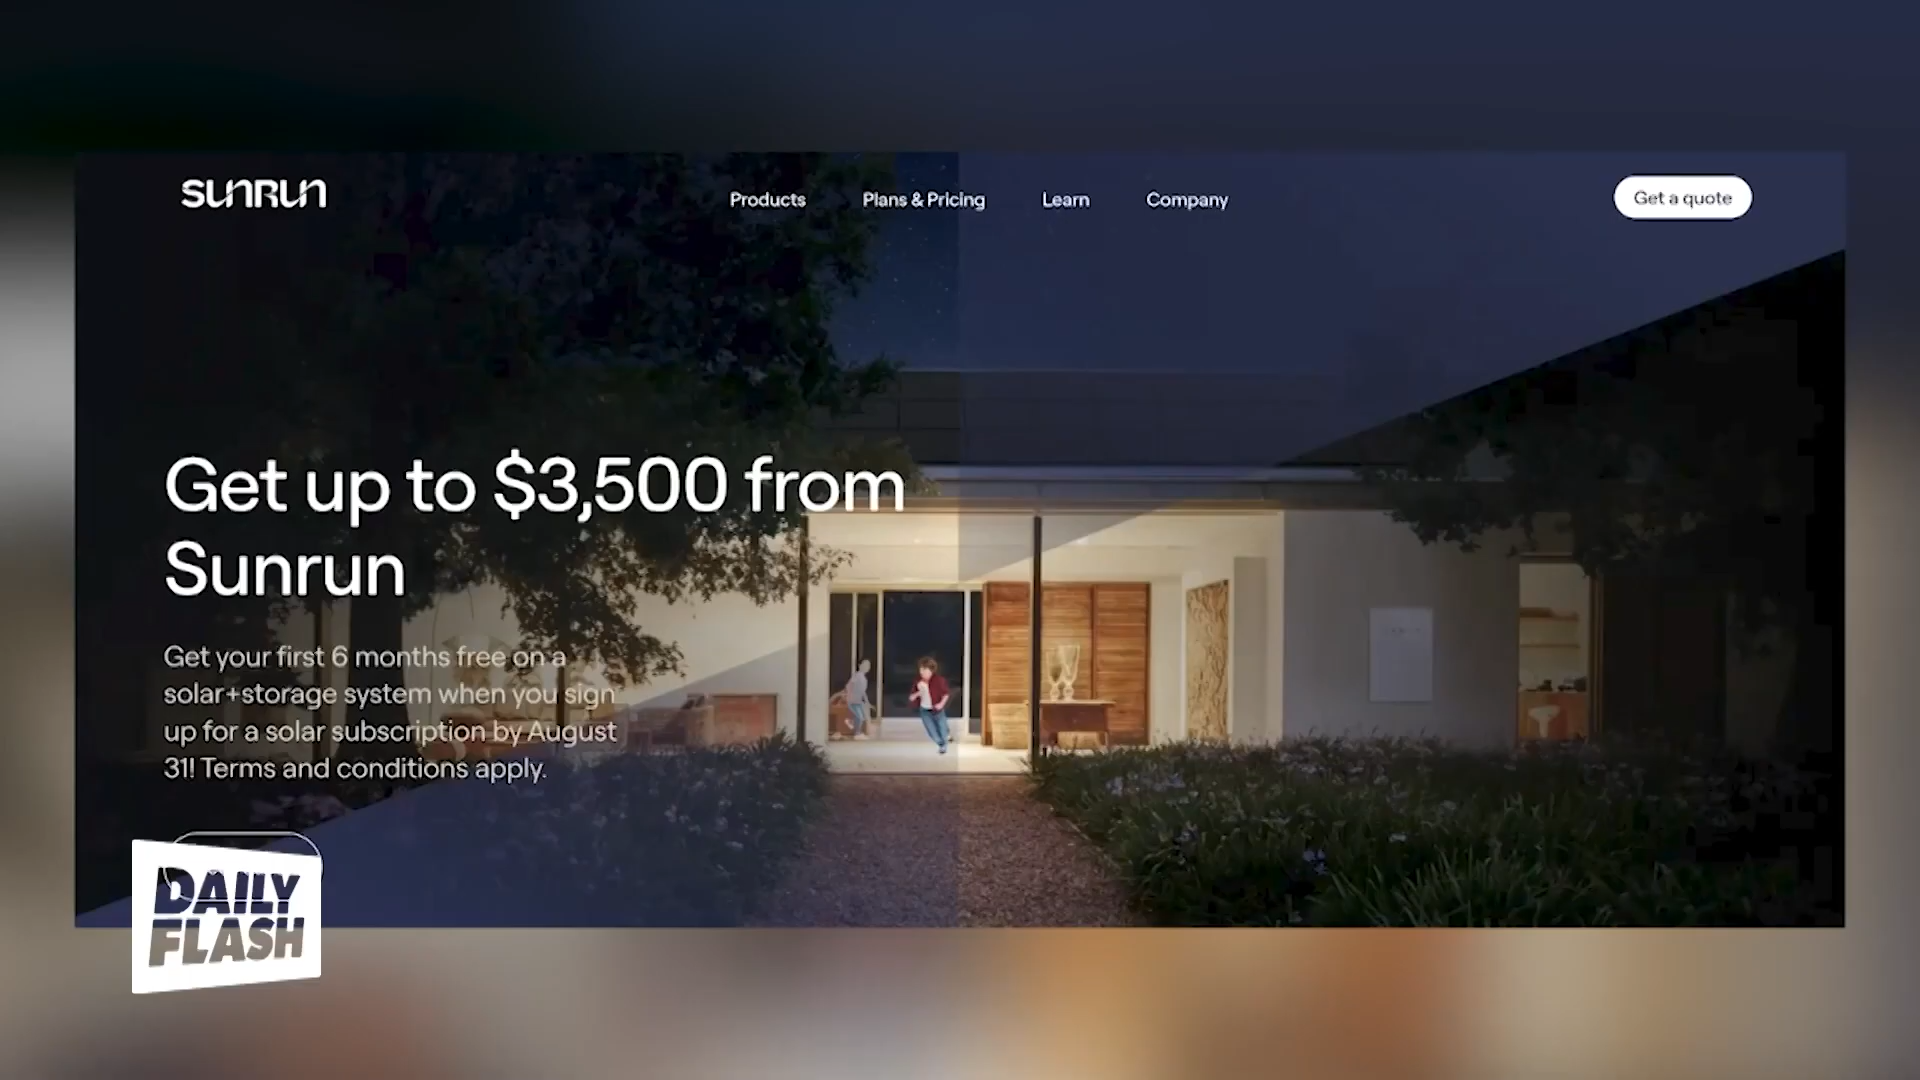 sunrun
Products
Plans & Pricing
Learn
Company
Get a quote
Get up to $3,500 from
Sunrun
Get your first 6 months free on a
solar+storage system when you sign
up for a solar subscription by August
31! Terms and conditions apply.
DAILY
FLASH